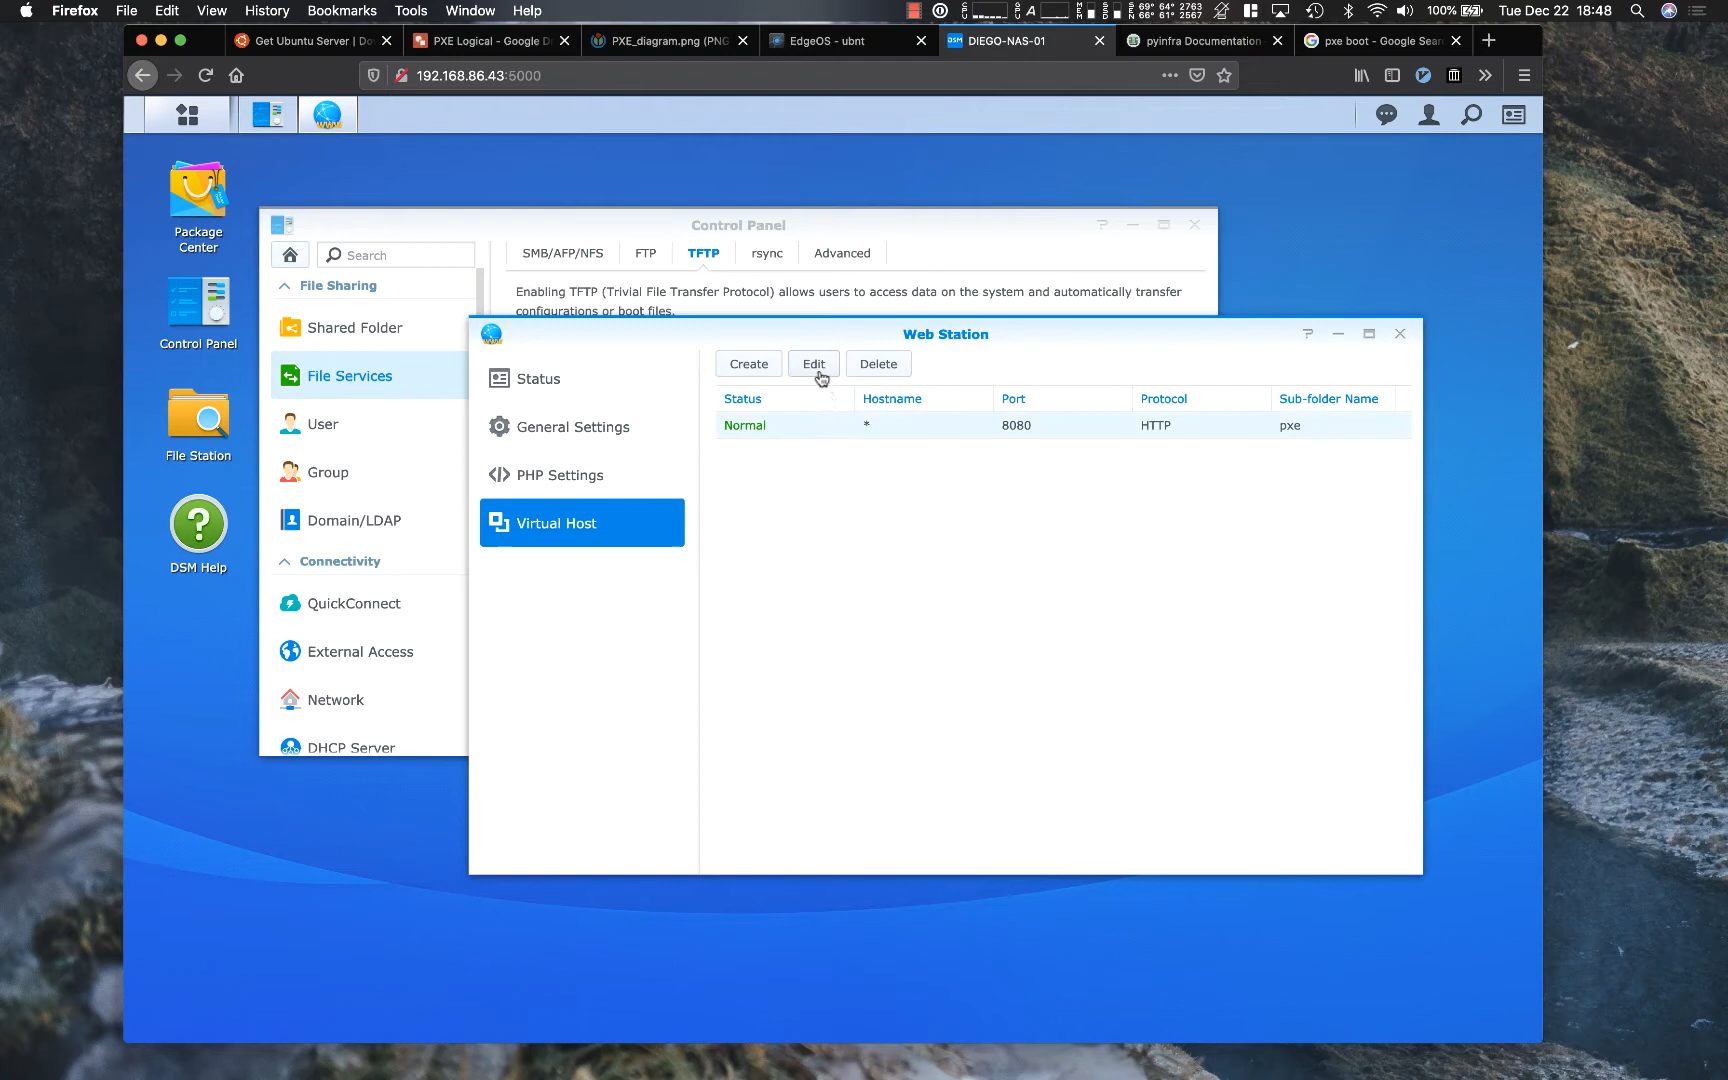 Firefox File Edit View History Bookmarks Tools Window Help
69° 64° 2763
66° 61° 2567
100% Tue Dec 22 18:48
Get Ubuntu Server | Do
PXE Logical - Google D
PXE_diagram.png (PNG
EdgeOS - ubnt
DIEGO-NAS-01
pyinfra Documentation
pxe boot - Google Sear
192.168.86.43:5000
Package
Center
Control Panel
File Station
DSM Help
Control Panel
Search
SMB/AFP/NFS FTP TFTP rsync Advanced
Enabling TFTP (Trivial File Transfer Protocol) allows users to access data on the system and automatically transfer
configurations or boot files.
File Sharing
Shared Folder
File Services
User
Group
Domain/LDAP
Connectivity
QuickConnect
External Access
Network
DHCP Server
Web Station
Status
General Settings
PHP Settings
Virtual Host
Create Edit Delete
Status Hostname Port Protocol Sub-folder Name
Normal * 8080 HTTP pxe